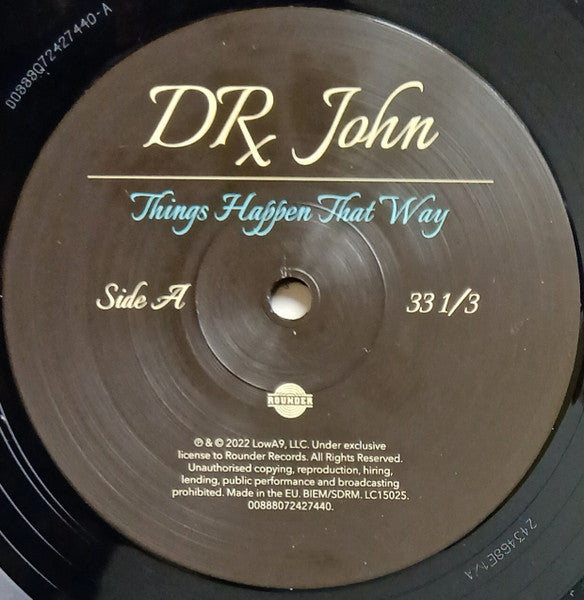 00888072427440-A
DRx John
Things Happen That Way
Side A
33 1/3
ROUNDER
℗ & © 2022 LowA9, LLC. Under exclusive
license to Rounder Records. All Rights Reserved.
Unauthorised copying, reproduction, hiring,
lending, public performance and broadcasting
prohibited. Made in the EU. BIEM/SDRM. LC15025.
00888072427440.
243468E1/A